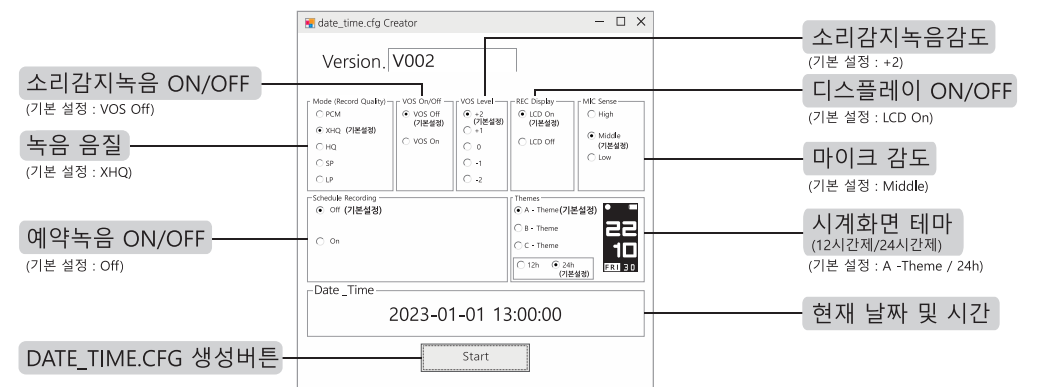 date_time.cfg Creator
Version. V002
소리감지녹음 ON/OFF
(기본 설정 : VOS Off)
녹음 음질
(기본 설정 : XHQ)
예약녹음 ON/OFF
(기본 설정 : Off)
DATE_TIME.CFG 생성버튼
Mode (Record Quality)
PCM
XHQ (기본설정)
HQ
SP
LP
VOS On/Off
VOS Off
(기본설정)
VOS On
VOS Level
+2
(기본설정)
+1
0
-1
-2
REC Display
LCD On
(기본설정)
LCD Off
MIC Sense
High
Middle
(기본설정)
Low
Schedule Recording
Off (기본설정)
On
Themes
A - Theme(기본설정)
B - Theme
C - Theme
12h 24h
(기본설정)
22
10
FRI 30
Date _Time
2023-01-01 13:00:00
Start
소리감지녹음감도
(기본 설정 : +2)
디스플레이 ON/OFF
(기본 설정 : LCD On)
마이크 감도
(기본 설정 : Middle)
시계화면 테마
(12시간제/24시간제)
(기본 설정 : A -Theme / 24h)
현재 날짜 및 시간